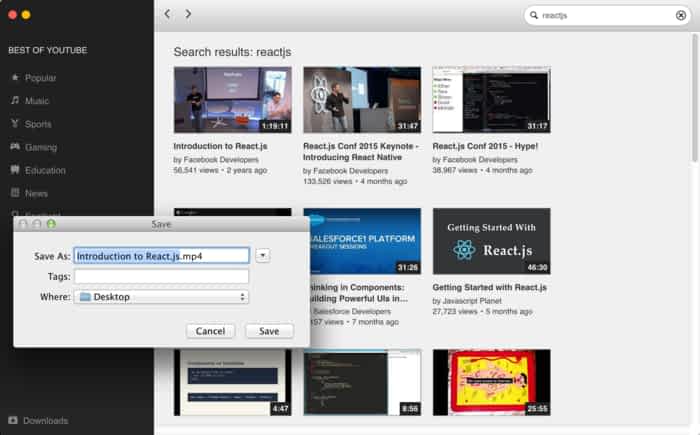 reactjs
BEST OF YOUTUBE
Popular
Music
Sports
Gaming
Education
News
Downloads
Search results: reactjs
1:19:11
Introduction to React.js
by Facebook Developers
56,541 views • 2 years ago
31:47
React.js Conf 2015 Keynote -
Introducing React Native
by Facebook Developers
133,526 views • 4 months ago
31:17
React.js Conf 2015 - Hype!
by Facebook Developers
38,967 views • 4 months ago
Save
Save As: Introduction to React.js.mp4
Tags:
Where: Desktop
Cancel Save
SALESFORCE1 PLATFORM
BREAKOUT SESSIONS
31:26
Thinking in Components:
Building Powerful UIs in...
Salesforce Developers
157 views • 7 months ago
Getting Started With
React.js
46:30
Getting Started with React.js
by Javascript Planet
27,723 views • 5 months ago
4:47
8:56
25:55